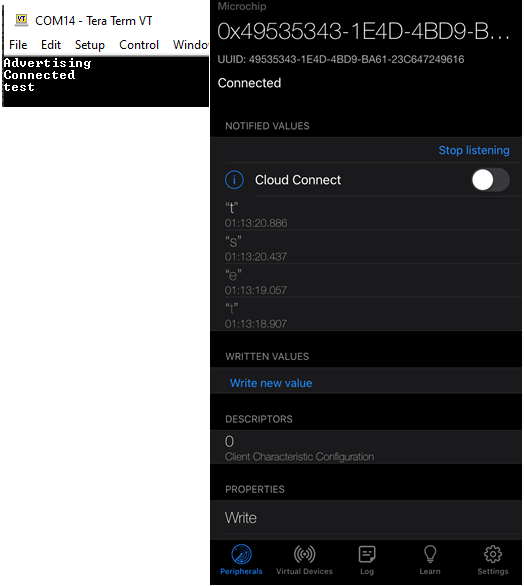 COM14 - Tera Term VT
File Edit Setup Control Windo
Advertising
Connected
test
Microchip
0x49535343-1E4D-4BD9-B...
UUID: 49535343-1E4D-4BD9-BA61-23C647249616
Connected
NOTIFIED VALUES
Stop listening
Cloud Connect
“t”
01:13:20.886
“s”
01:13:20.437
“e”
01:13:19.057
“t”
01:13:18.907
WRITTEN VALUES
Write new value
DESCRIPTORS
0
Client Characteristic Configuration
PROPERTIES
Write
Peripherals Virtual Devices Log Learn Settings